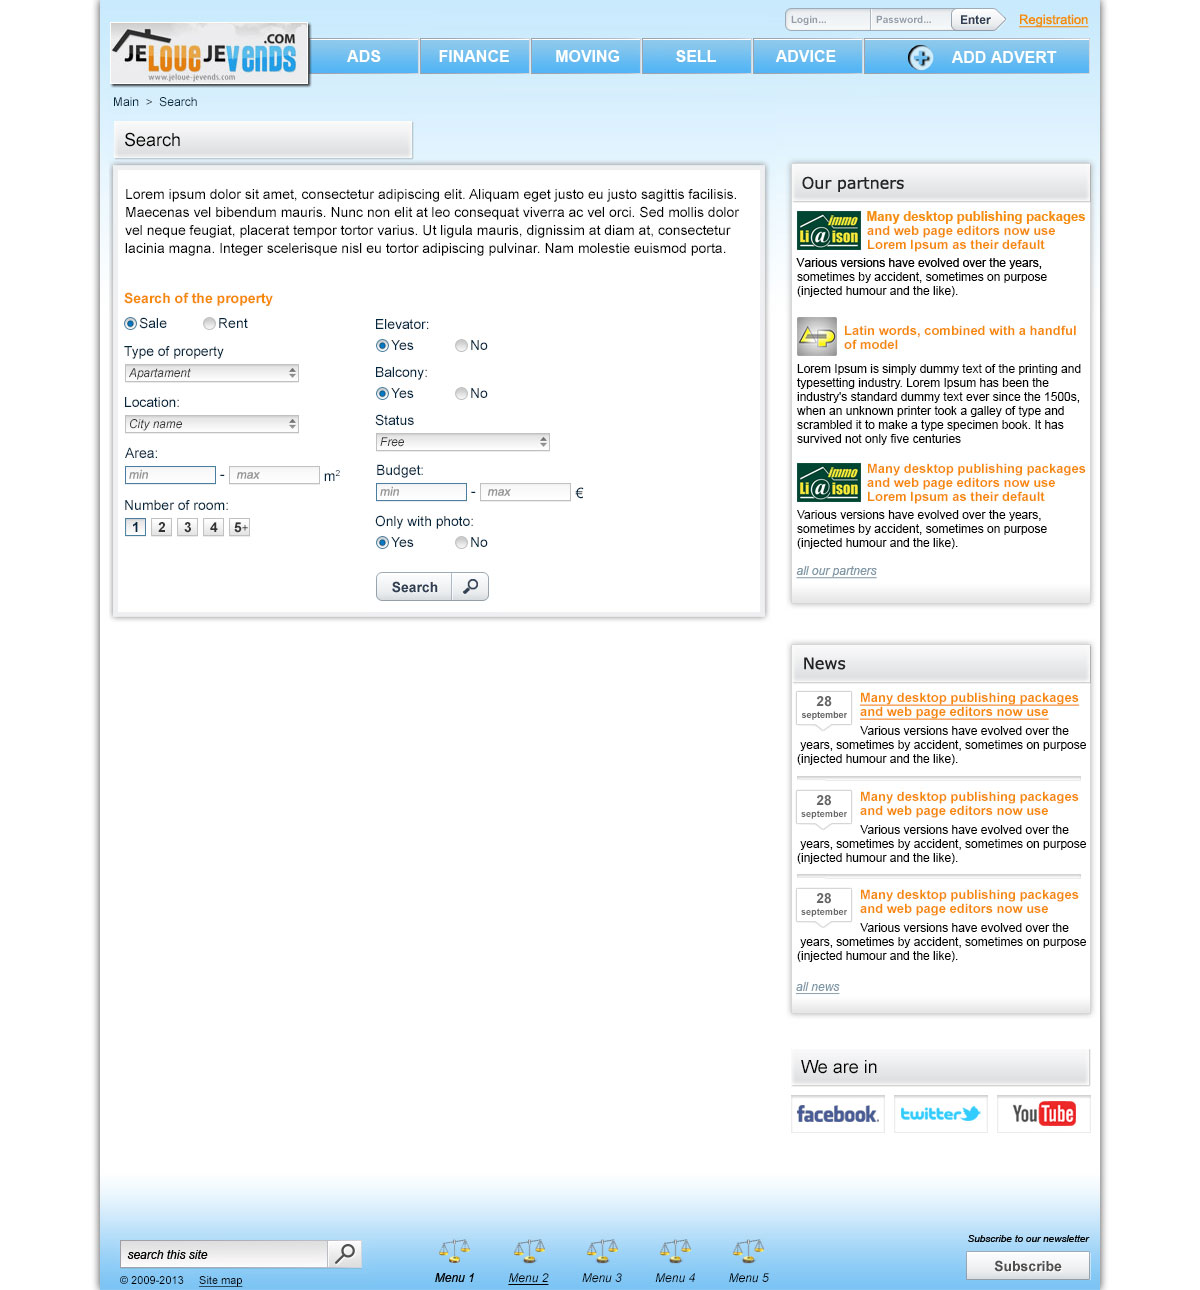 Login...
Password...
Enter
Registration
JELOUEJEVENDS.COM
www.jeloue-jevends.com
ADS
FINANCE
MOVING
SELL
ADVICE
ADD ADVERT
Main > Search
Search
Lorem ipsum dolor sit amet, consectetur adipiscing elit. Aliquam eget justo eu justo sagittis facilisis.
Maecenas vel bibendum mauris. Nunc non elit at leo consequat viverra ac vel orci. Sed mollis dolor
vel neque feugiat, placerat tempor tortor varius. Ut ligula mauris, dignissim at diam at, consectetur
lacinia magna. Integer scelerisque nisl eu tortor adipiscing pulvinar. Nam molestie euismod porta.
Search of the property
Sale
Rent
Type of property
Apartament
Location:
City name
Area:
min - max m2
Number of room:
1 2 3 4 5+
Elevator:
Yes
No
Balcony:
Yes
No
Status
Free
Budget:
min - max €
Only with photo:
Yes
No
Search
Our partners
immo
Li@ison
Many desktop publishing packages
and web page editors now use
Lorem Ipsum as their default
Various versions have evolved over the years,
sometimes by accident, sometimes on purpose
(injected humour and the like).
AP
Latin words, combined with a handful
of model
Lorem Ipsum is simply dummy text of the printing and
typesetting industry. Lorem Ipsum has been the
industry's standard dummy text ever since the 1500s,
when an unknown printer took a galley of type and
scrambled it to make a type specimen book. It has
survived not only five centuries
immo
Li@ison
Many desktop publishing packages
and web page editors now use
Lorem Ipsum as their default
Various versions have evolved over the years,
sometimes by accident, sometimes on purpose
(injected humour and the like).
all our partners
News
28
september
Many desktop publishing packages
and web page editors now use
Various versions have evolved over the
years, sometimes by accident, sometimes on purpose
(injected humour and the like).
28
september
Many desktop publishing packages
and web page editors now use
Various versions have evolved over the
years, sometimes by accident, sometimes on purpose
(injected humour and the like).
28
september
Many desktop publishing packages
and web page editors now use
Various versions have evolved over the
years, sometimes by accident, sometimes on purpose
(injected humour and the like).
all news
We are in
facebook.
twitter
YouTube
search this site
© 2009-2013
Site map
Menu 1
Menu 2
Menu 3
Menu 4
Menu 5
Subscribe to our newsletter
Subscribe